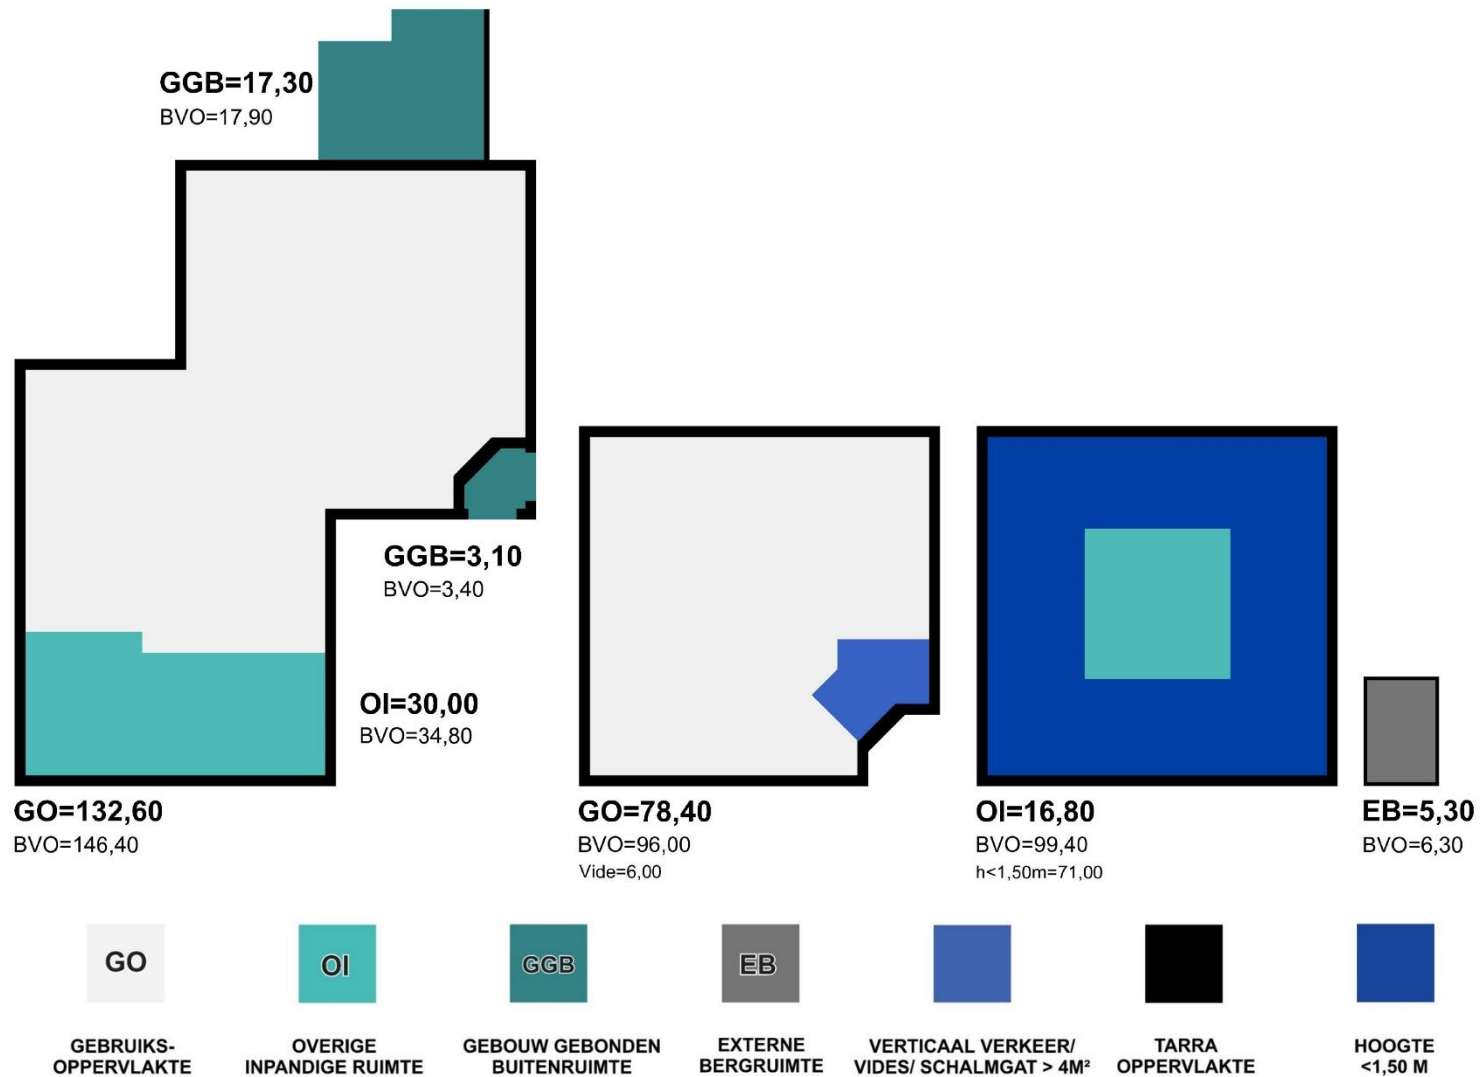 GGB=17,30
BVO=17,90
GGB=3,10
BVO=3,40
OI=30,00
BVO=34,80
GO=132,60
BVO=146,40
GO=78,40
BVO=96,00
Vide=6,00
OI=16,80
BVO=99,40
h<1,50m=71,00
EB=5,30
BVO=6,30
GO
OI
GGB
EB
GEBRUIKS-
OPPERVLAKTE
OVERIGE
INPANDIGE RUIMTE
GEBOUW GEBONDEN
BUITENRUIMTE
EXTERNE
BERGRUIMTE
VERTICAAL VERKEER/
VIDES/ SCHALMGAT > 4M²
TARRA
OPPERVLAKTE
HOOGTE
<1,50 M